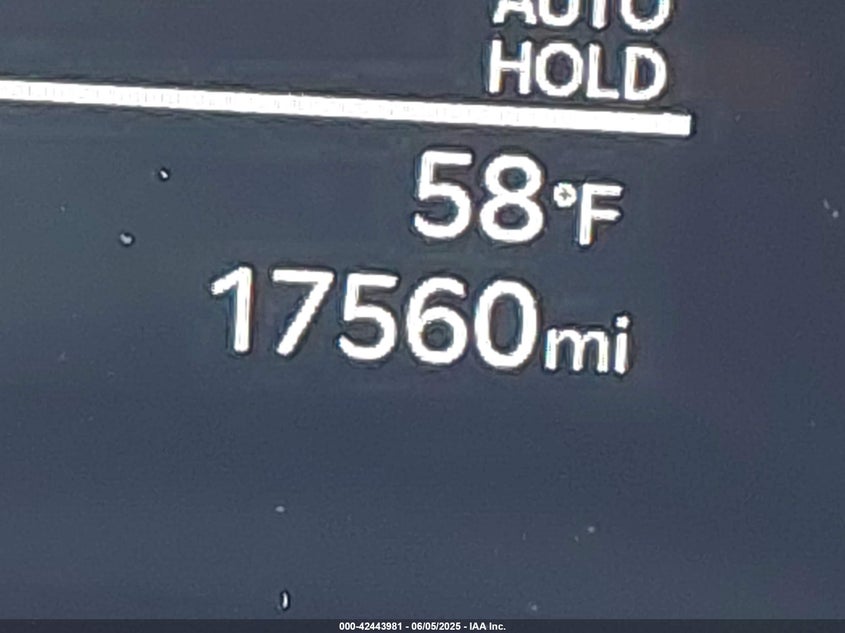 AUTO
HOLD
58°F
17560mi
000-42443981 - 06/05/2025 - IAA Inc.